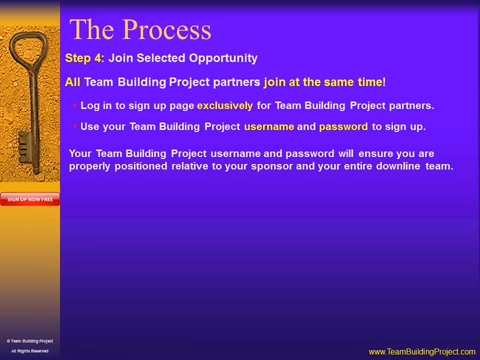 The Process
Step 4: Join Selected Opportunity
All Team Building Project partners join at the same time!
Log in to sign up page exclusively for Team Building Project partners.
Use your Team Building Project username and password to sign up.
Your Team Building Project username and password will ensure you are
properly positioned relative to your sponsor and your entire downline team.
SIGN UP NOW FREE
© Team Building Project
All Rights Reserved
www.TeamBuildingProject.com